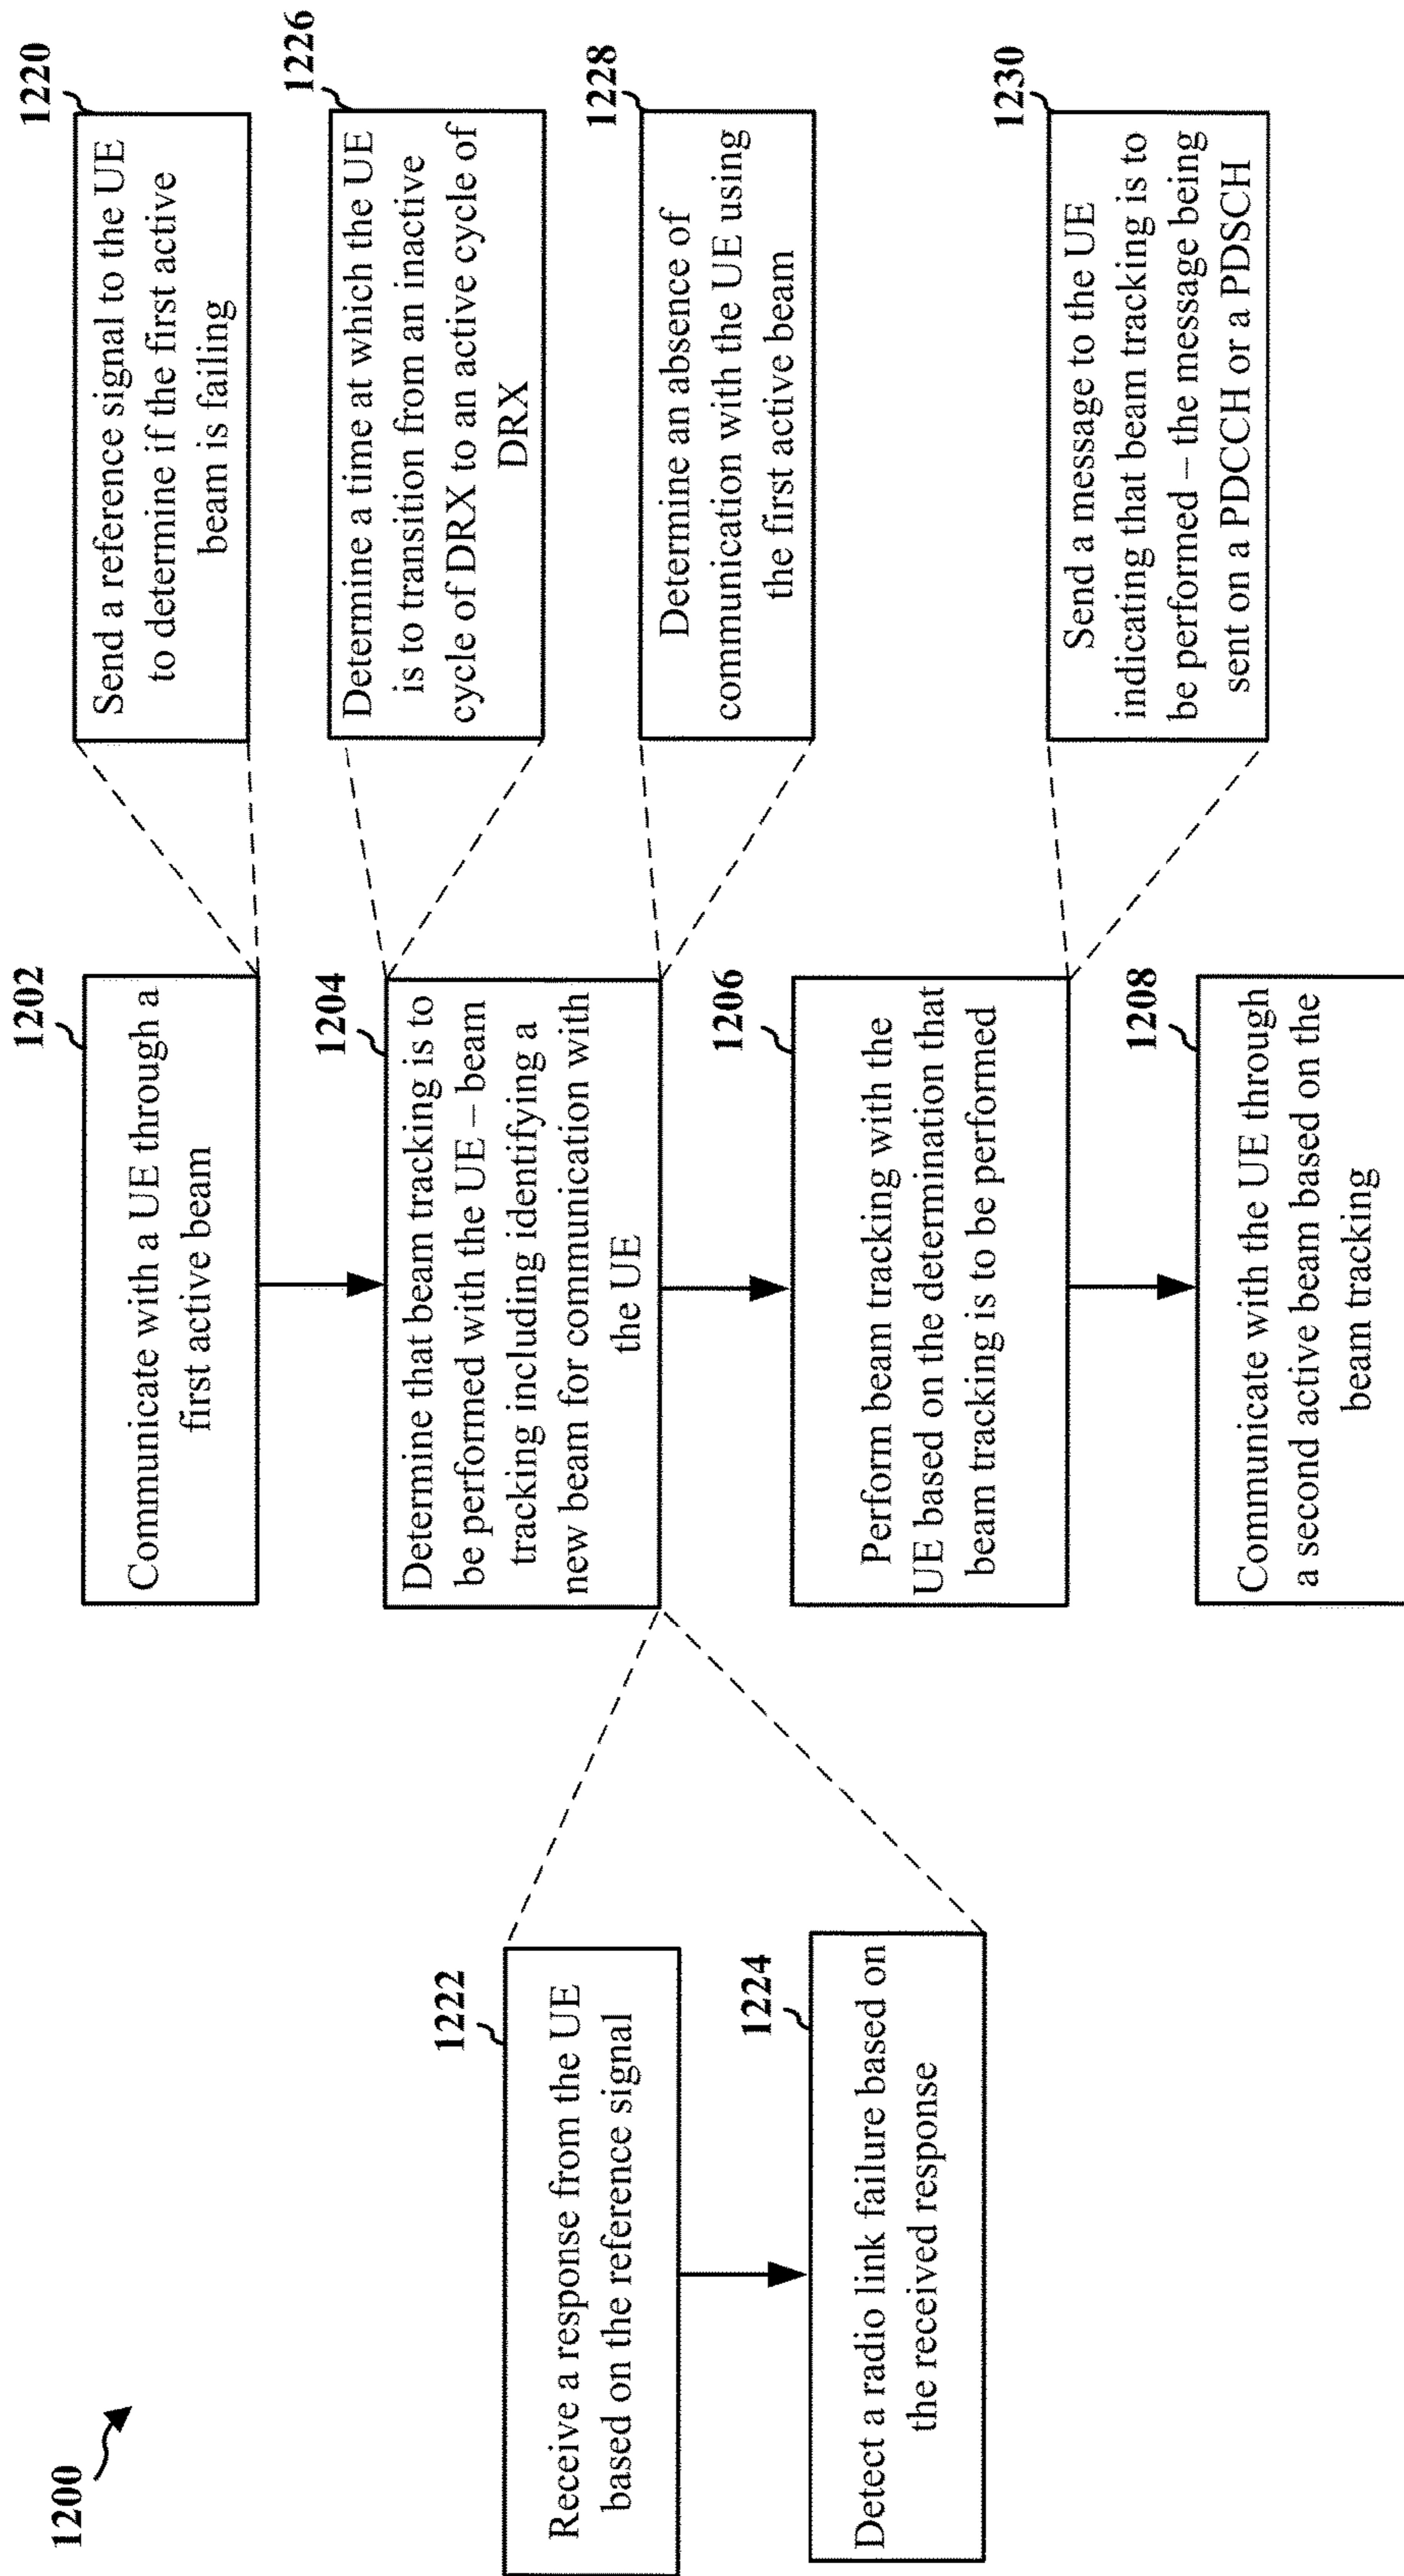 1200
1202
Communicate with a UE through a
first active beam
1220
Send a reference signal to the UE
to determine if the first active
beam is failing
1204
Determine that beam tracking is to
be performed with the UE – beam
tracking including identifying a
new beam for communication with
the UE
1226
Determine a time at which the UE
is to transition from an inactive
cycle of DRX to an active cycle of
DRX
1228
Determine an absence of
communication with the UE using
the first active beam
1222
Receive a response from the UE
based on the reference signal
1224
Detect a radio link failure based on
the received response
1206
Perform beam tracking with the
UE based on the determination that
beam tracking is to be performed
1230
Send a message to the UE
indicating that beam tracking is to
be performed – the message being
sent on a PDCCH or a PDSCH
1208
Communicate with the UE through
a second active beam based on the
beam tracking